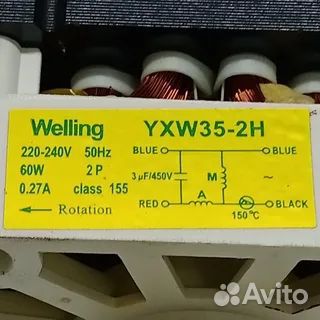 Welling YXW35-2H
220-240V 50Hz BLUE BLUE
60W 2 P 3 μF/450V M ~
0.27A class 155 A
← Rotation RED 150℃ BLACK
Avito